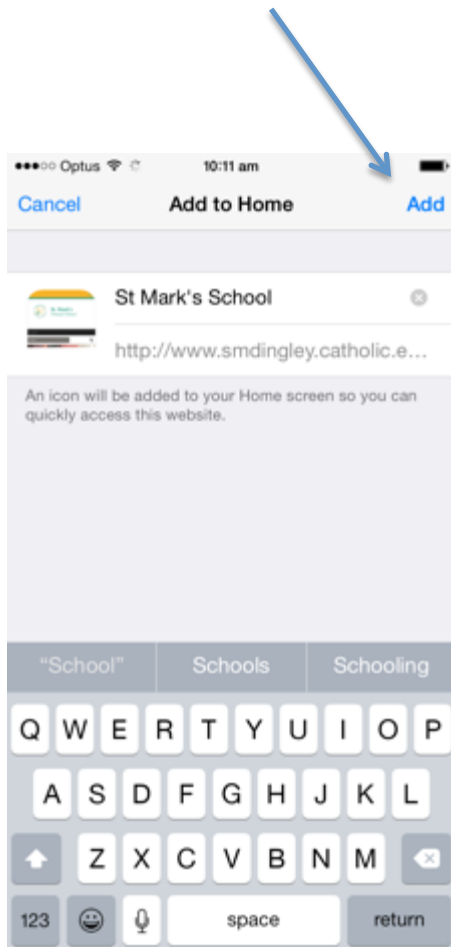 Optus 10:11 am
Cancel Add to Home Add
St Mark's School
http://www.smdingley.catholic.e...
An icon will be added to your Home screen so you can
quickly access this website.
“School” Schools Schooling
Q W E R T Y U I O P
A S D F G H J K L
Z X C V B N M
123 space return